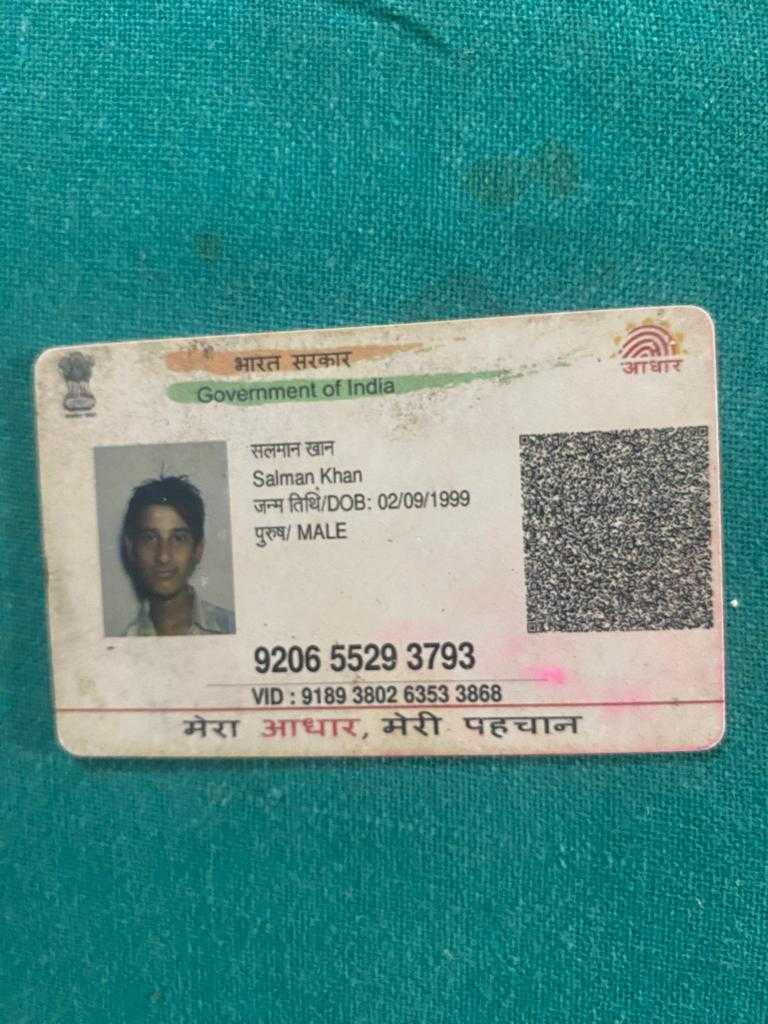 भारत सरकार
Government of India
आधार
सलमान खान
Salman Khan
जन्म तिथि/DOB: 02/09/1999
पुरुष/ MALE
9206 5529 3793
VID : 9189 3802 6353 3868
मेरा आधार, मेरी पहचान